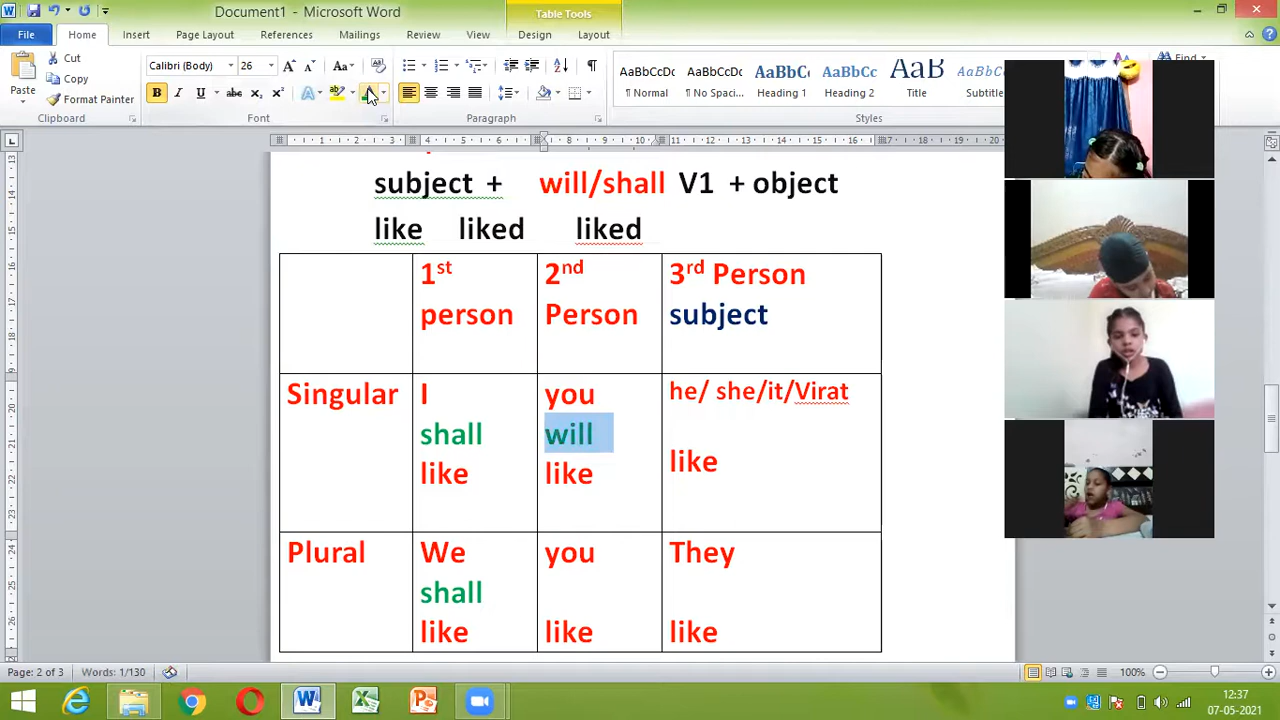 Document1 - Microsoft Word
Table Tools
File Home Insert Page Layout References Mailings Review View Design Layout
Cut
Copy
Format Painter
Paste
Clipboard
Calibri (Body) 26
Font
Paragraph
AaBbCcDc AaBbCcDc AaBbC AaBbCc AaB AaBbCc
¶ Normal ¶ No Spaci... Heading 1 Heading 2 Title Subtitle
Styles
Find
subject + will/shall V1 + object
like liked liked
1st person
2nd Person
3rd Person
subject
Singular
I
shall
like
you
will
like
he/ she/it/Virat
like
Plural
We
shall
like
you
like
They
like
Page: 2 of 3 Words: 1/130
100%
12:37
07-05-2021